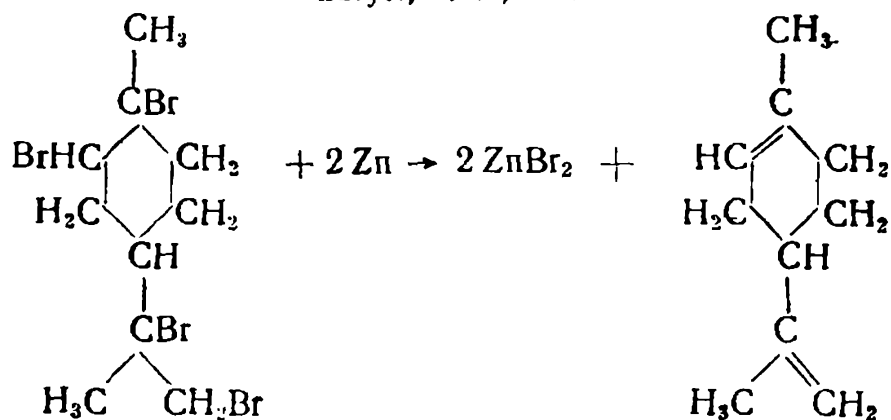 CH₃ CH₃
CBr C
BrHC CH₂ + 2 Zn → 2 ZnBr₂ + HC CH₂
H₂C CH₂ H₂C CH₂
CH CH
CBr C
H₃C CH₂Br H₃C CH₂